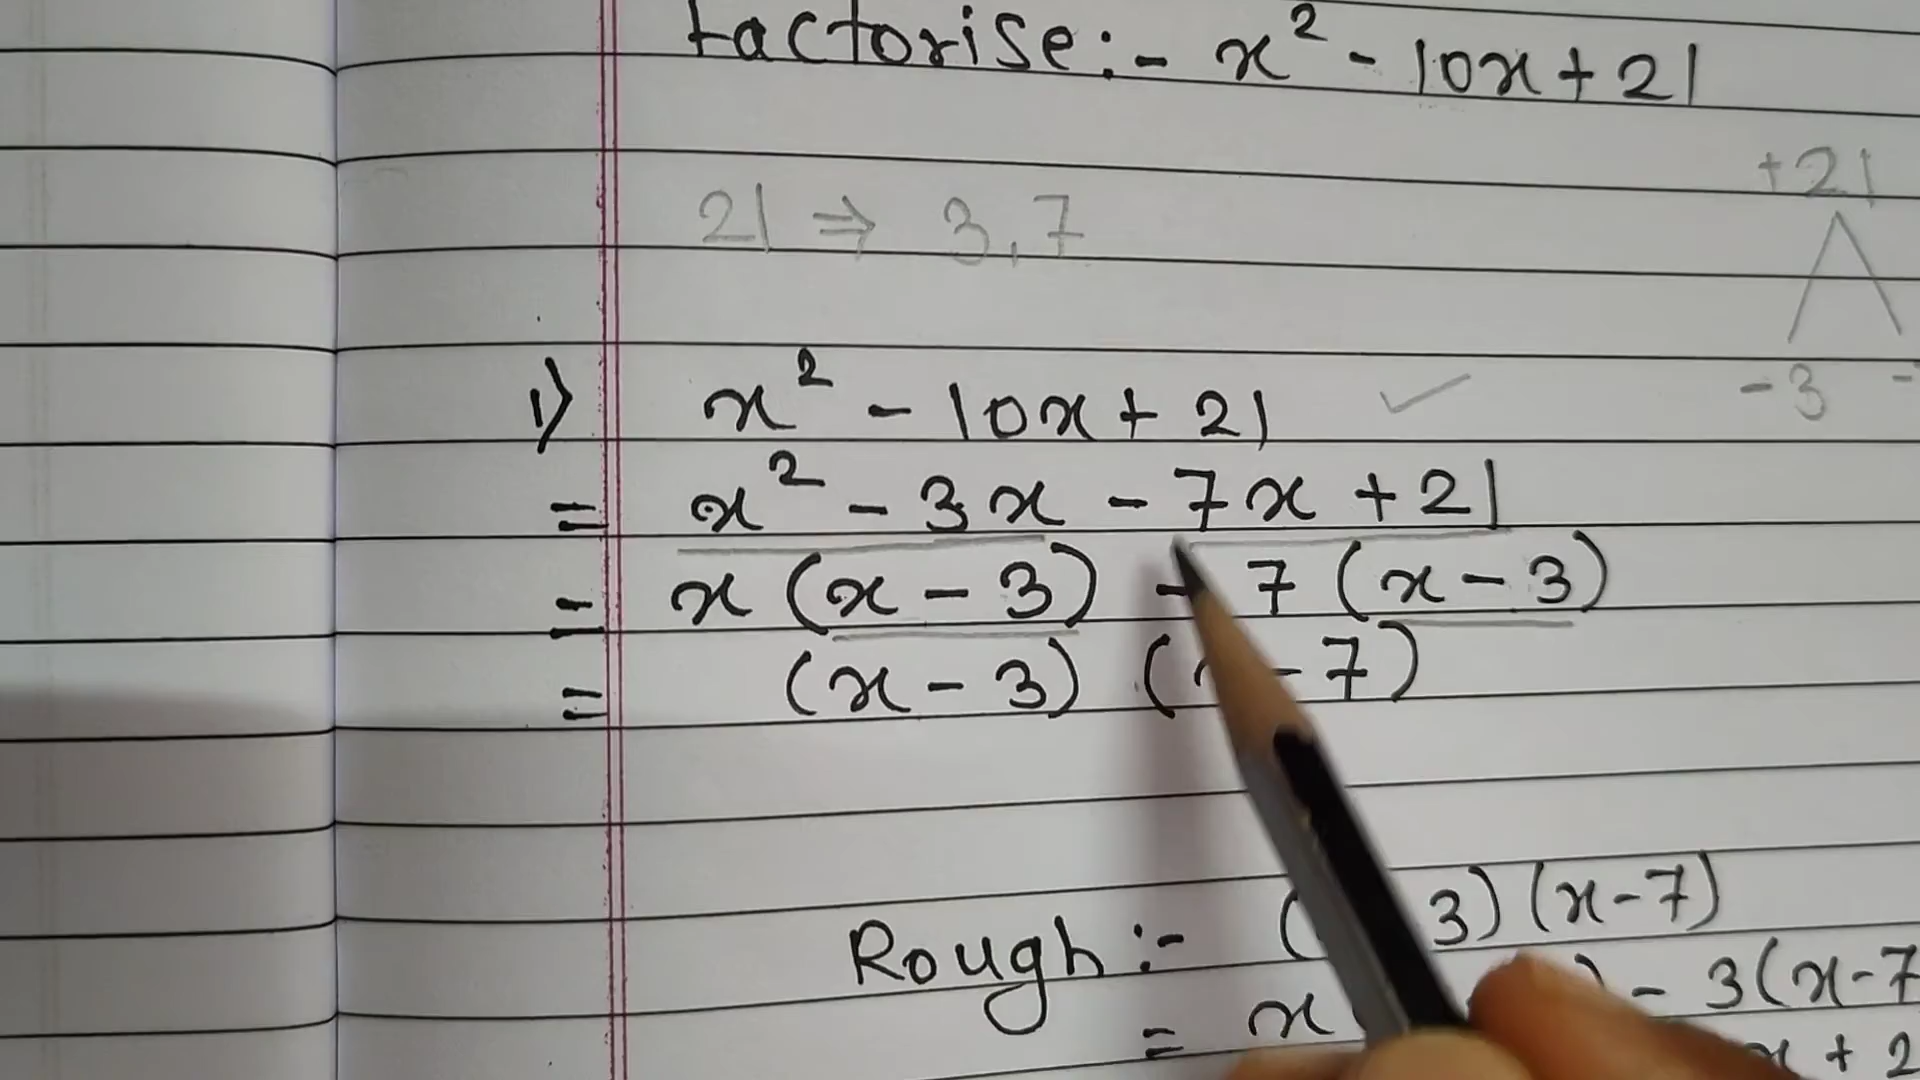 Factorise:- x² - 10x + 21
+21
21 ⇒ 3,7
-3 -
1) x² - 10x + 21 ✓
= x² - 3x - 7x + 21
= x (x - 3) - 7 (x - 3)
= (x - 3) ( - 7)
Rough:- ( 3) (x-7)
= x ) - 3(x-7
x + 2